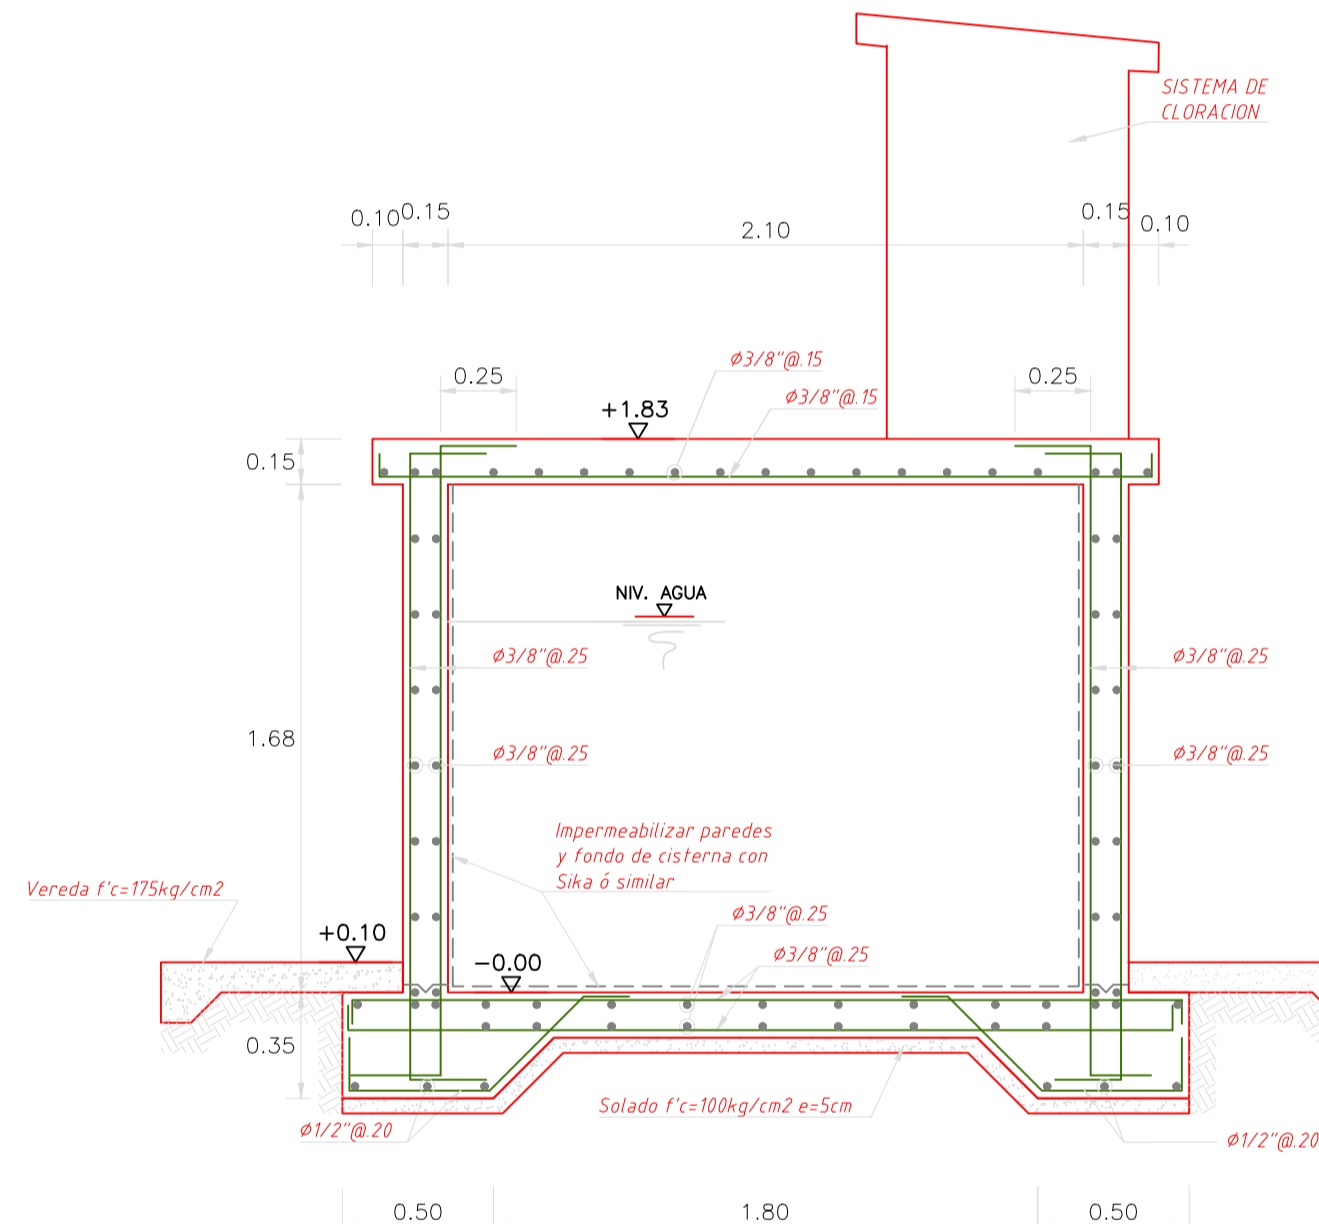 SISTEMA DE
CLORACION
0.10
0.15
2.10
0.15
0.10
Ø3/8"@.15
0.25
0.25
Ø3/8"@.15
+1.83
0.15
NIV. AGUA
Ø3/8"@.25
Ø3/8"@.25
1.68
Ø3/8"@.25
Ø3/8"@.25
Impermeabilizar paredes
y fondo de cisterna con
Sika ó similar
Vereda f'c=175kg/cm2
Ø3/8"@.25
+0.10
Ø3/8"@.25
-0.00
0.35
Solado f'c=100kg/cm2 e=5cm
Ø1/2"@.20
Ø1/2"@.20
0.50
1.80
0.50